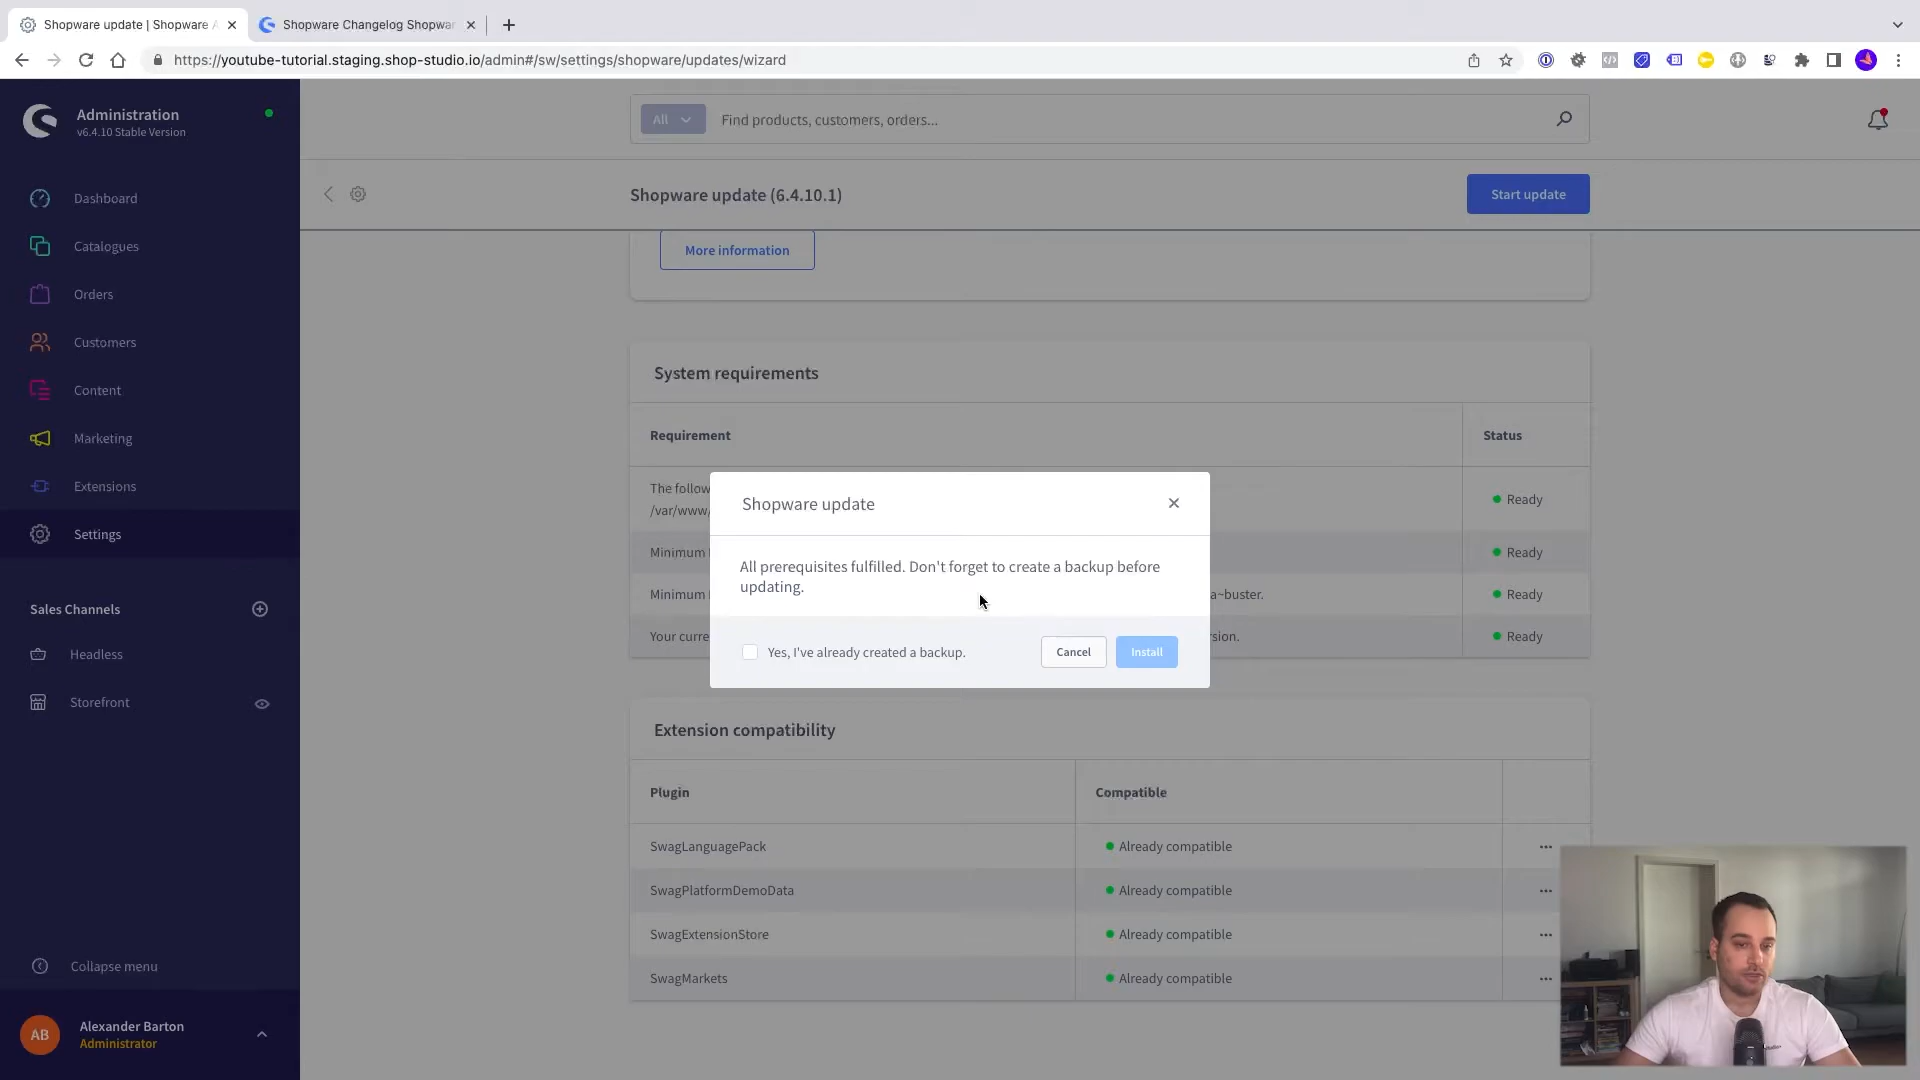 Shopware update | Shopware A
Shopware Changelog Shopwar
https://youtube-tutorial.staging.shop-studio.io/admin#/sw/settings/shopware/updates/wizard
Administration
v6.4.10 Stable Version
All
Find products, customers, orders...
Shopware update (6.4.10.1)
Start update
Dashboard
Catalogues
Orders
Customers
Content
Marketing
Extensions
Settings
Sales Channels
Headless
Storefront
Collapse menu
AB
Alexander Barton
Administrator
More information
System requirements
Requirement
Status
The follow
/var/www/
Ready
Minimum
Ready
Minimum
a~buster.
Ready
Your curre
sion.
Ready
Shopware update
All prerequisites fulfilled. Don't forget to create a backup before
updating.
Yes, I've already created a backup.
Cancel
Install
Extension compatibility
Plugin
Compatible
SwagLanguagePack
Already compatible
SwagPlatformDemoData
Already compatible
SwagExtensionStore
Already compatible
SwagMarkets
Already compatible